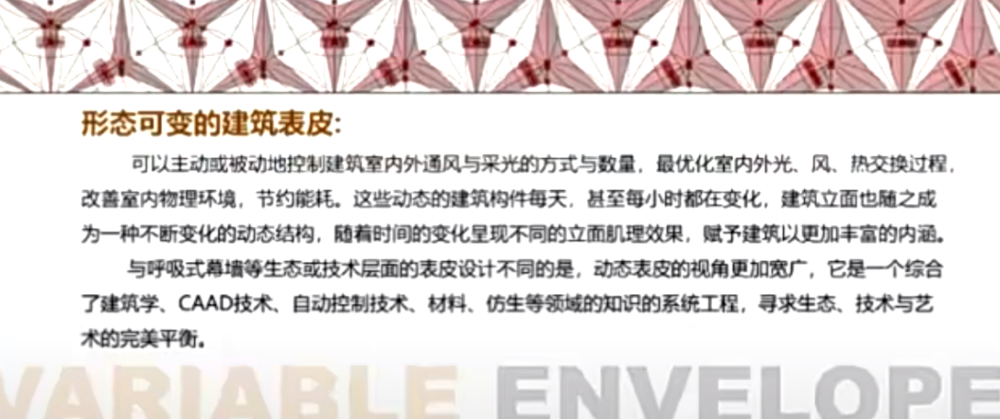 形态可变的建筑表皮:
可以主动或被动地控制建筑室内外通风与采光的方式与数量，最优化室内外光、风、热交换过程，
改善室内物理环境，节约能耗。这些动态的建筑构件每天，甚至每小时都在变化，建筑立面也随之成
为一种不断变化的动态结构，随着时间的变化呈现不同的立面肌理效果，赋予建筑以更加丰富的内涵。
与呼吸式幕墙等生态或技术层面的表皮设计不同的是，动态表皮的视角更加宽广，它是一个综合
了建筑学、CAAD技术、自动控制技术、材料、仿生等领域的知识的系统工程，寻求生态、技术与艺
术的完美平衡。
VARIABLE ENVELOPE